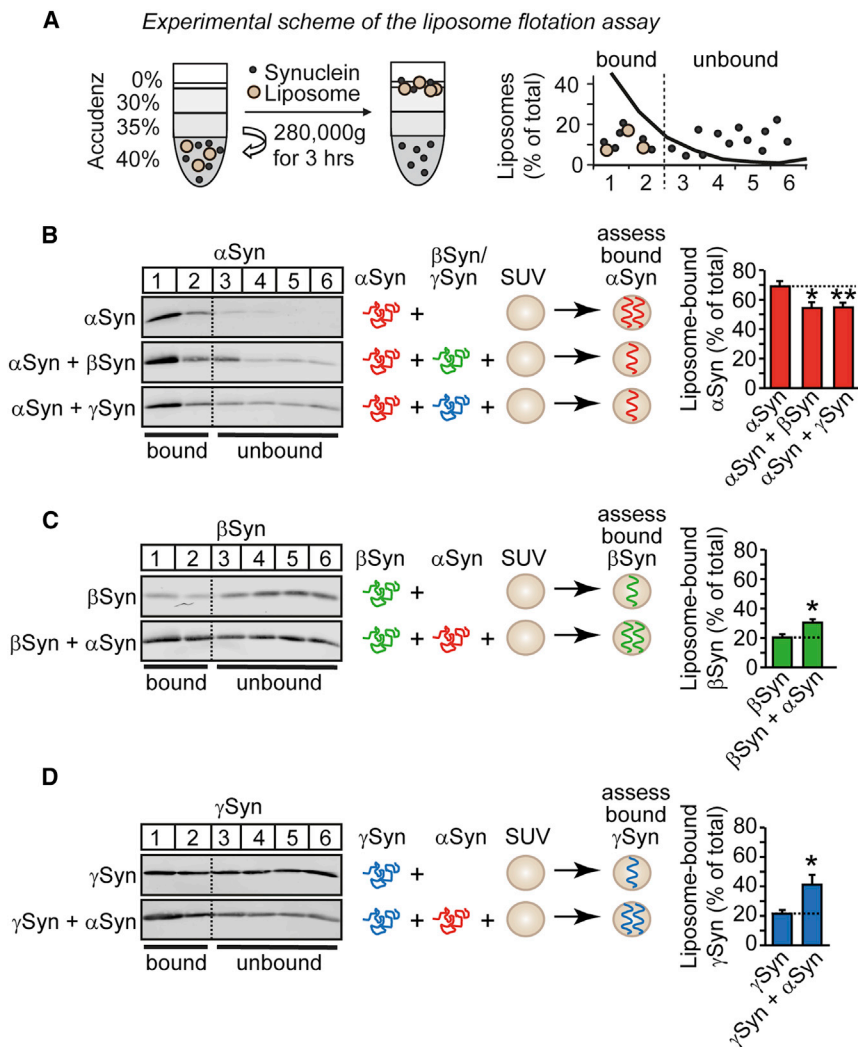 A
Experimental scheme of the liposome flotation assay
Accudenz
0%
30%
35%
40%
Synuclein
Liposome
280,000g
for 3 hrs
bound
unbound
Liposomes
(% of total)
40
20
0
1 2 3 4 5 6
B
αSyn
1 2 3 4 5 6
αSyn
αSyn + βSyn
αSyn + γSyn
bound
unbound
αSyn
βSyn/
γSyn
SUV
assess
bound
αSyn
+
+ +
+ +
Liposome-bound
αSyn (% of total)
80
60
40
20
0
* **
αSyn
αSyn + βSyn
αSyn + γSyn
C
βSyn
1 2 3 4 5 6
βSyn
βSyn + αSyn
bound
unbound
βSyn
αSyn
SUV
assess
bound
βSyn
+
+ +
Liposome-bound
βSyn (% of total)
80
60
40
20
0
*
βSyn
βSyn + αSyn
D
γSyn
1 2 3 4 5 6
γSyn
γSyn + αSyn
bound
unbound
γSyn
αSyn
SUV
assess
bound
γSyn
+
+ +
Liposome-bound
γSyn (% of total)
80
60
40
20
0
*
γSyn
γSyn + αSyn